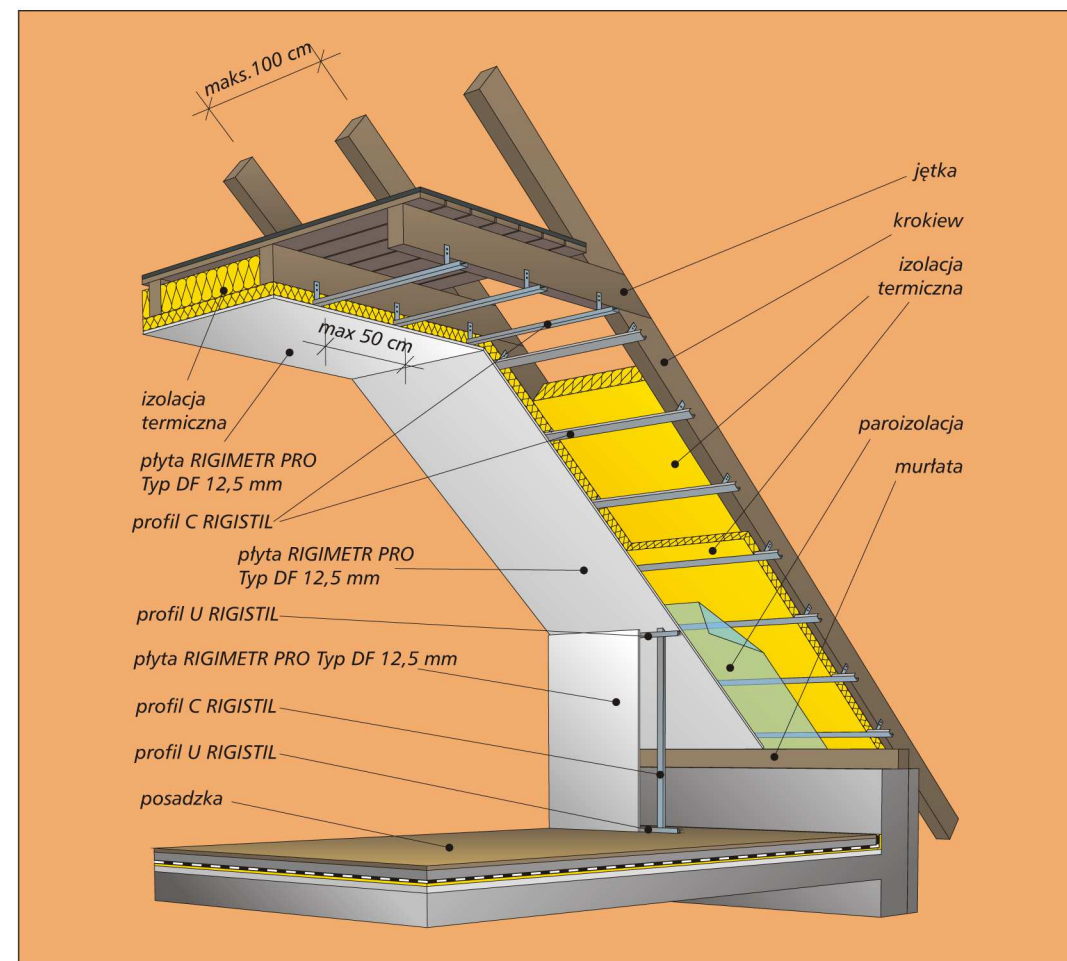 maks.100 cm
jętka
krokiew
izolacja
termiczna
max 50 cm
izolacja
termiczna
paroizolacja
murłata
płyta RIGIMETR PRO
Typ DF 12,5 mm
profil C RIGISTIL
płyta RIGIMETR PRO
Typ DF 12,5 mm
profil U RIGISTIL
płyta RIGIMETR PRO Typ DF 12,5 mm
profil C RIGISTIL
profil U RIGISTIL
posadzka